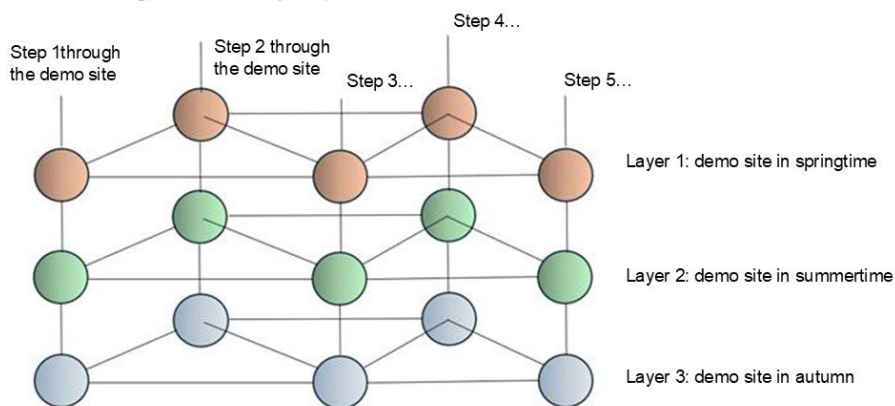 Step 4…
Step 1through
the demo site
Step 2 through
the demo site
Step 3…
Step 5…
Layer 1: demo site in springtime
Layer 2: demo site in summertime
Layer 3: demo site in autumn